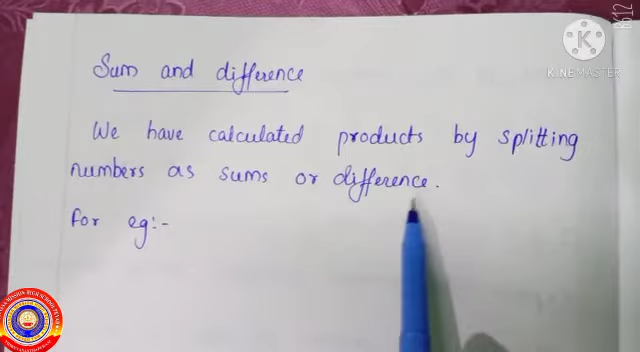 Sum and difference
We have calculated products by splitting
numbers as sums or difference.
For eg:-
K
KINEMASTER